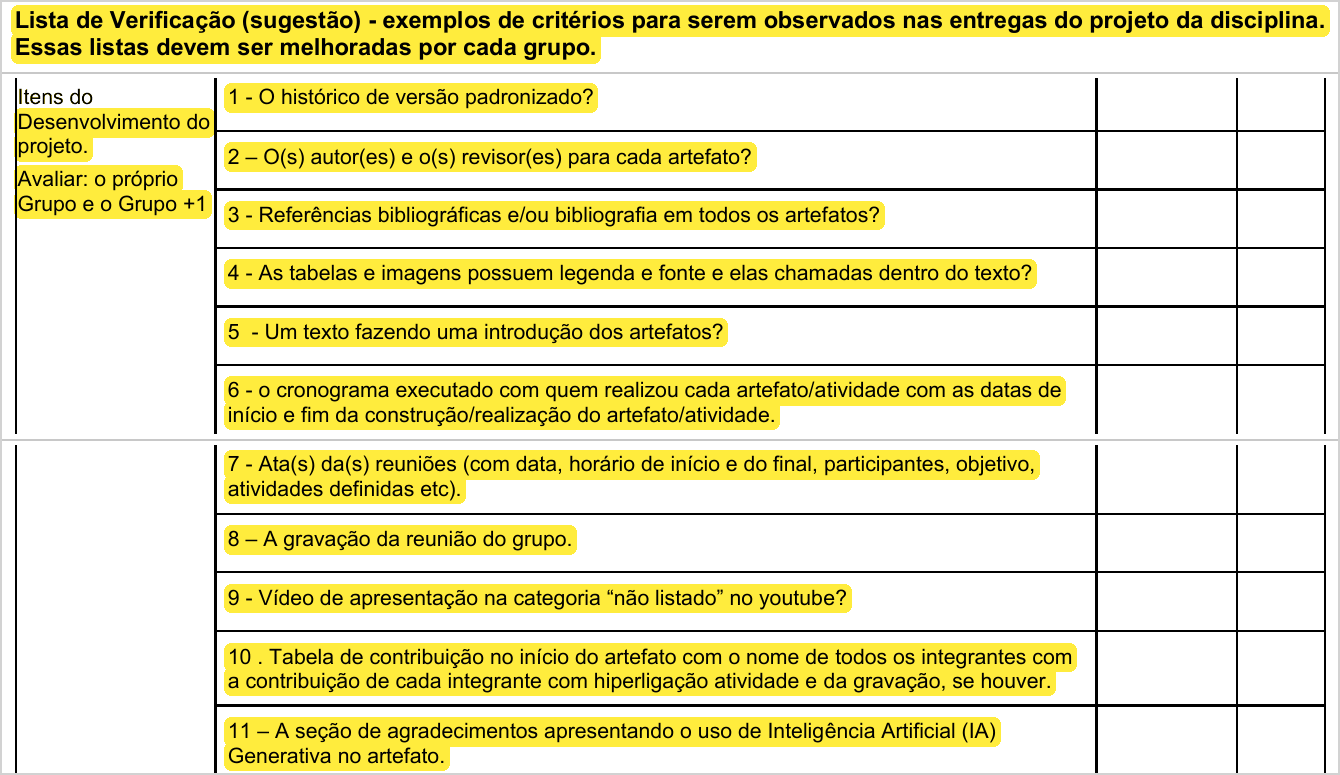 Lista de Verificação (sugestão) - exemplos de critérios para serem observados nas entregas do projeto da disciplina.
Essas listas devem ser melhoradas por cada grupo.
Itens do
Desenvolvimento do
projeto.
Avaliar: o próprio
Grupo e o Grupo +1
1 - O histórico de versão padronizado?
2 – O(s) autor(es) e o(s) revisor(es) para cada artefato?
3 - Referências bibliográficas e/ou bibliografia em todos os artefatos?
4 - As tabelas e imagens possuem legenda e fonte e elas chamadas dentro do texto?
5  - Um texto fazendo uma introdução dos artefatos?
6 - o cronograma executado com quem realizou cada artefato/atividade com as datas de
início e fim da construção/realização do artefato/atividade.
7 - Ata(s) da(s) reuniões (com data, horário de início e do final, participantes, objetivo,
atividades definidas etc).
8 – A gravação da reunião do grupo.
9 - Vídeo de apresentação na categoria “não listado” no youtube?
10 . Tabela de contribuição no início do artefato com o nome de todos os integrantes com
a contribuição de cada integrante com hiperligação atividade e da gravação, se houver.
11 – A seção de agradecimentos apresentando o uso de Inteligência Artificial (IA)
Generativa no artefato.